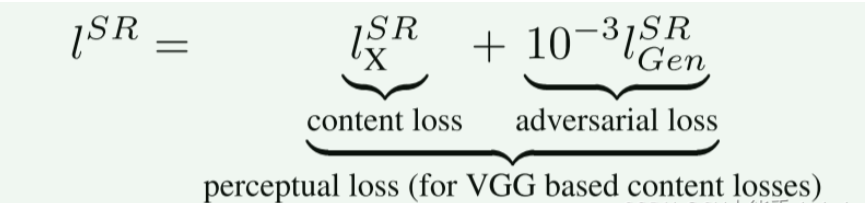 l^{SR} = l_X^{SR} + 10^{-3} l_{Gen}^{SR}
content loss adversarial loss
perceptual loss (for VGG based content losses)